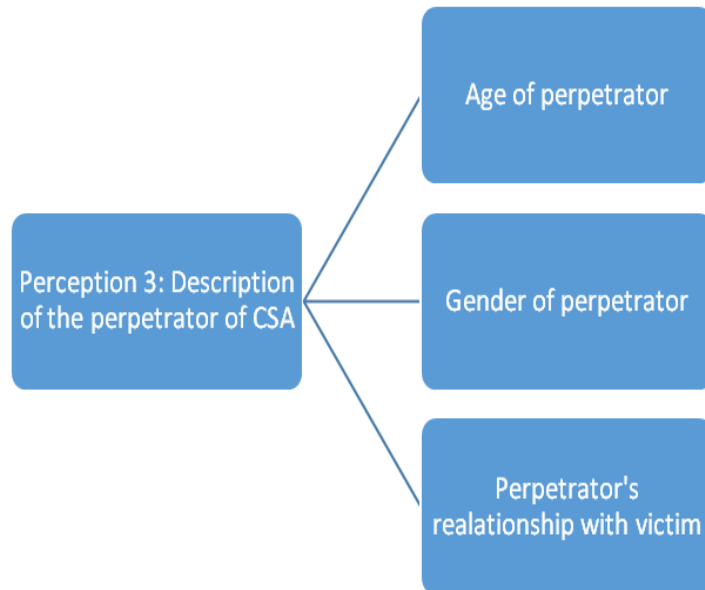 Age of perpetrator
Perception 3: Description
of the perpetrator of CSA
Gender of perpetrator
Perpetrator's
realationship with victim